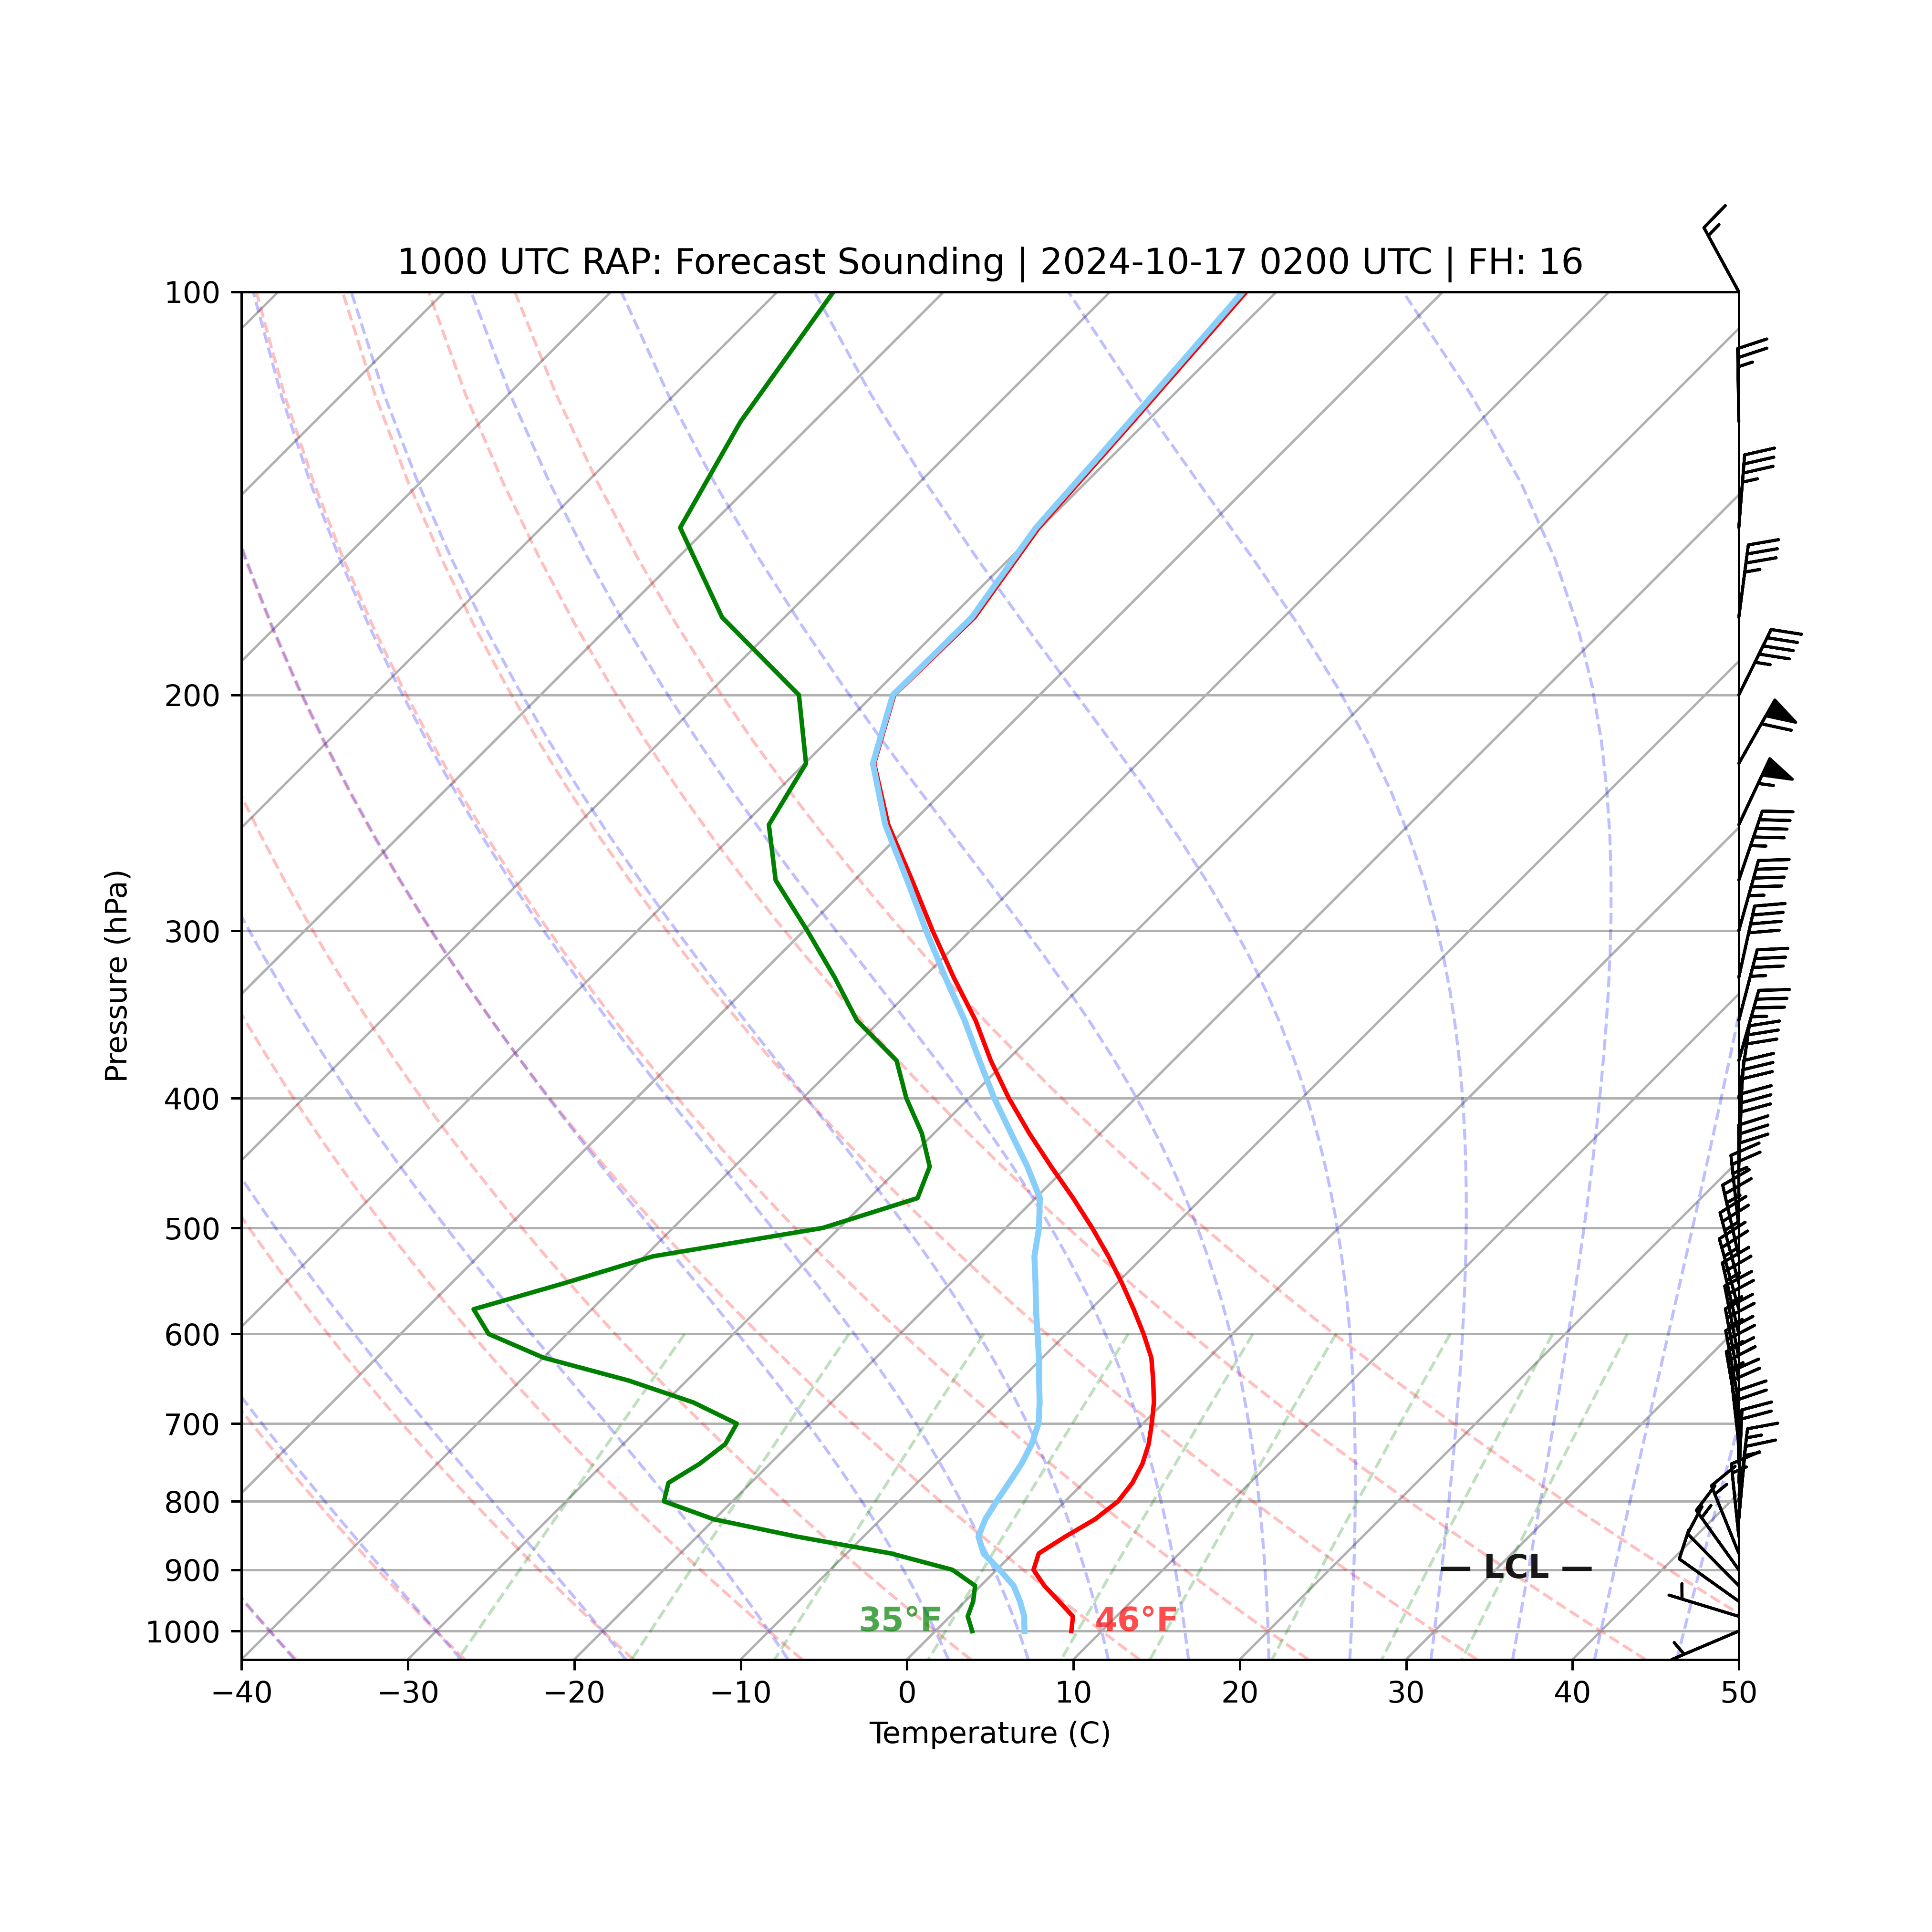 1000 UTC RAP: Forecast Sounding | 2024-10-17 0200 UTC | FH: 16
100
200
300
400
500
600
700
800
900
1000
Pressure (hPa)
— LCL —
35°F
46°F
−40 −30 −20 −10 0 10 20 30 40 50
Temperature (C)